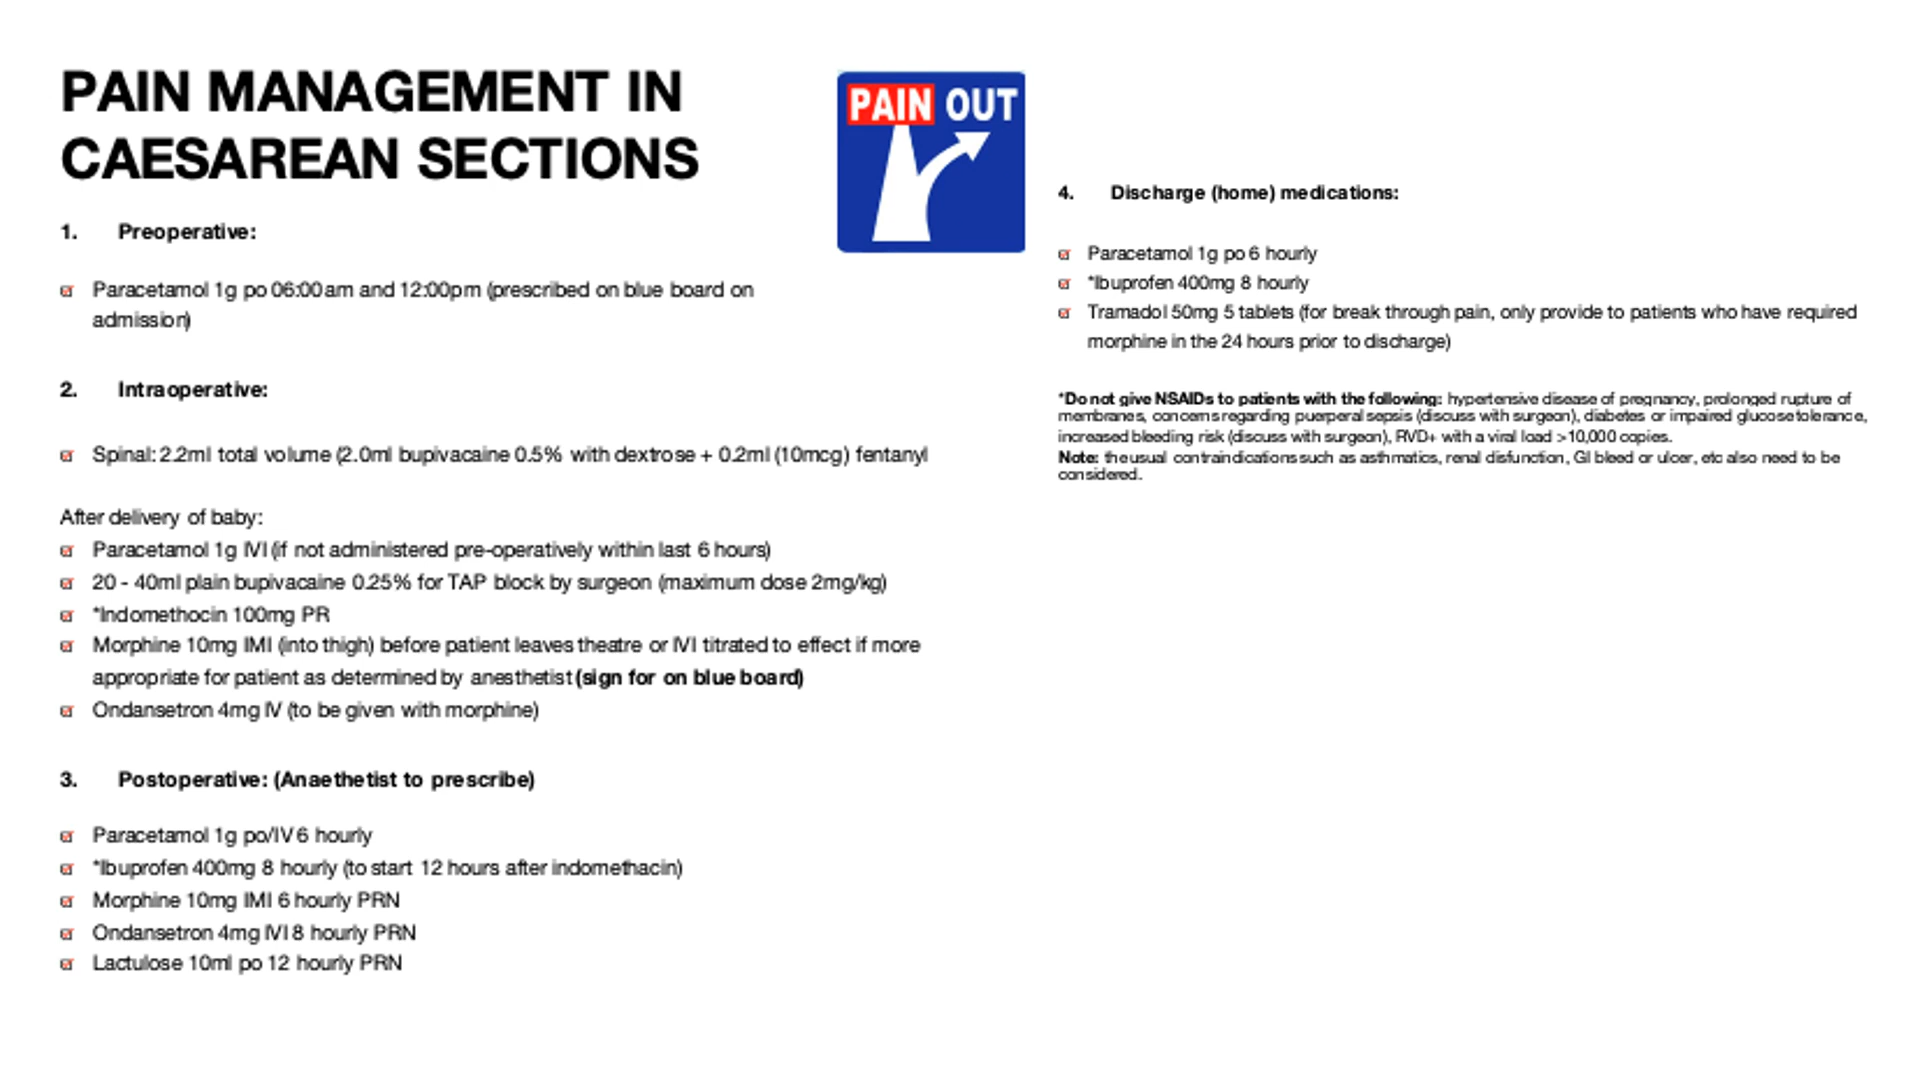 PAIN MANAGEMENT IN
CAESAREAN SECTIONS
PAIN OUT
1. Preoperative:
Paracetamol 1g po 06:00am and 12:00pm (prescribed on blue board on
admission)
2. Intraoperative:
Spinal: 2.2ml total volume (2.0ml bupivacaine 0.5% with dextrose + 0.2ml (10mcg) fentanyl
After delivery of baby:
Paracetamol 1g IVI (if not administered pre-operatively within last 6 hours)
20 - 40ml plain bupivacaine 0.25% for TAP block by surgeon (maximum dose 2mg/kg)
*Indomethocin 100mg PR
Morphine 10mg IMI (into thigh) before patient leaves theatre or IVI titrated to effect if more
appropriate for patient as determined by anesthetist (sign for on blue board)
Ondansetron 4mg IV (to be given with morphine)
3. Postoperative: (Anaethetist to prescribe)
Paracetamol 1g po/IV 6 hourly
*Ibuprofen 400mg 8 hourly (to start 12 hours after indomethacin)
Morphine 10mg IMI 6 hourly PRN
Ondansetron 4mg IVI 8 hourly PRN
Lactulose 10ml po 12 hourly PRN
4. Discharge (home) medications:
Paracetamol 1g po 6 hourly
*Ibuprofen 400mg 8 hourly
Tramadol 50mg 5 tablets (for break through pain, only provide to patients who have required
morphine in the 24 hours prior to discharge)
*Do not give NSAIDs to patients with the following: hypertensive disease of pregnancy, prolonged rupture of
membranes, concerns regarding puerperal sepsis (discuss with surgeon), diabetes or impaired glucose tolerance,
increased bleeding risk (discuss with surgeon), RVD+ with a viral load >10,000 copies.
Note: the usual contraindications such as asthmatics, renal disfunction, GI bleed or ulcer, etc also need to be
considered.